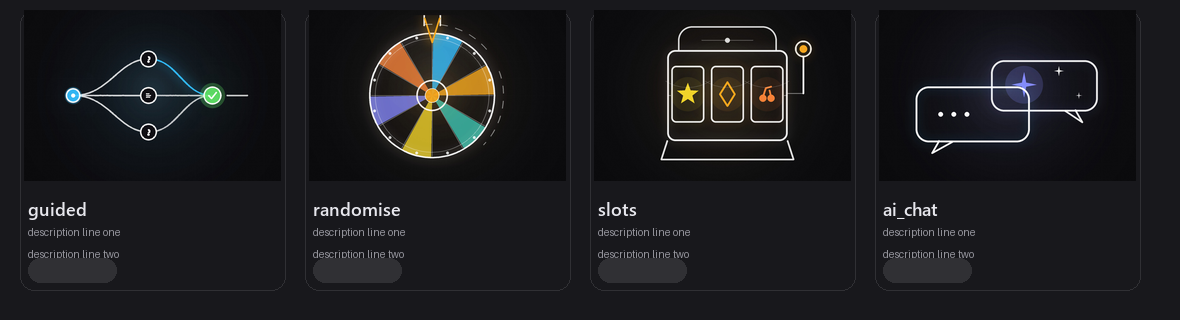 guided
description line one
description line two
randomise
description line one
description line two
slots
description line one
description line two
ai_chat
description line one
description line two